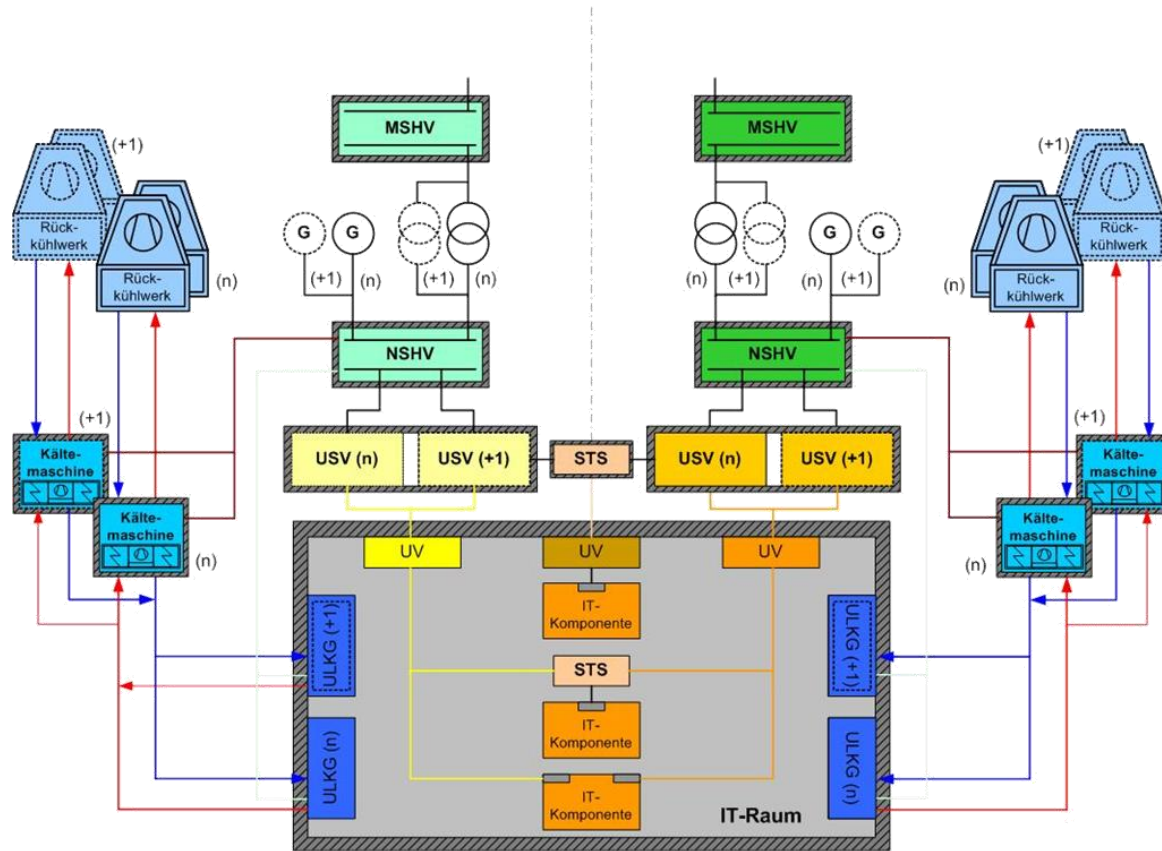 MSHV
MSHV
(+1)
(+1)
Rück-
kühlwerk
Rück-
kühlwerk
(n)
G
G
(+1)
(n)
(+1)
(n)
(n)
(+1)
G
G
(n)
(+1)
Rück-
kühlwerk
Rück-
kühlwerk
(n)
NSHV
NSHV
(+1)
(+1)
Kälte-
maschine
Kälte-
maschine
(n)
USV (n)
USV (+1)
STS
USV (n)
USV (+1)
Kälte-
maschine
Kälte-
maschine
(n)
UV
UV
UV
IT-
Komponente
ULKG (+1)
ULKG (+1)
STS
IT-
Komponente
ULKG (n)
ULKG (n)
IT-
Komponente
IT-Raum